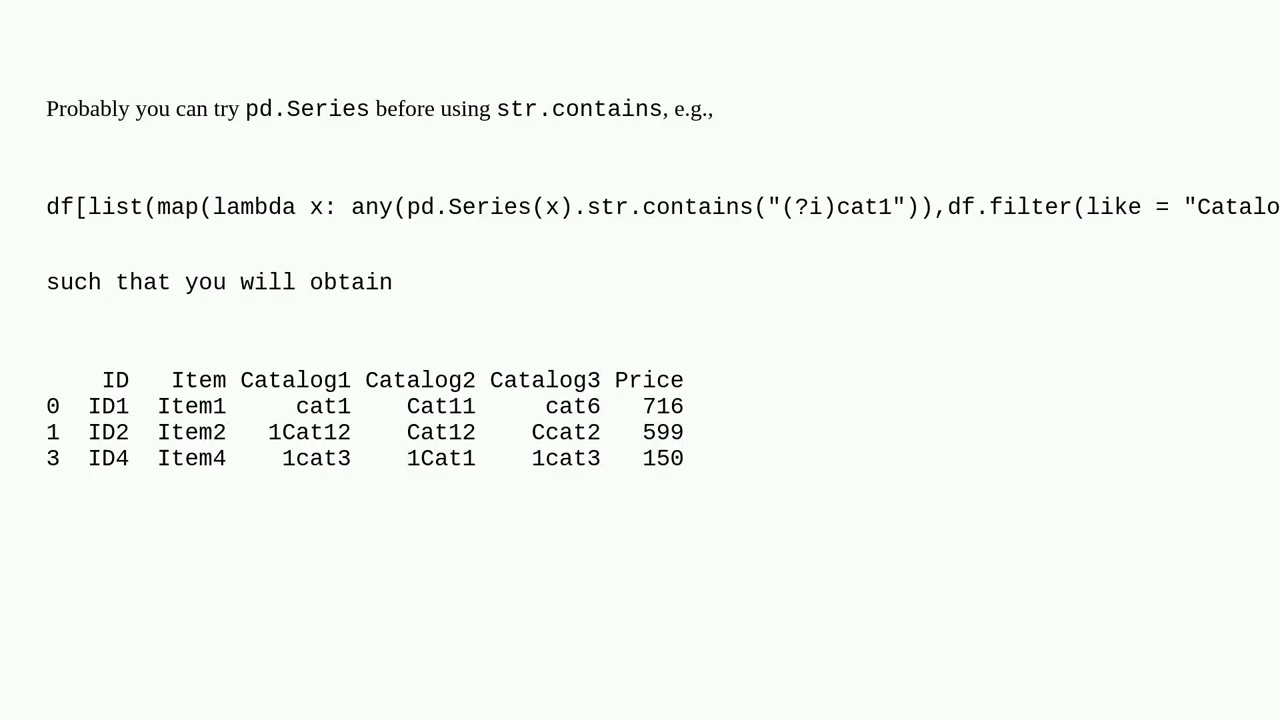 Probably you can try pd.Series before using str.contains, e.g.,
df[list(map(lambda x: any(pd.Series(x).str.contains("(?i)cat1")),df.filter(like = "Catalo
such that you will obtain
    ID   Item Catalog1 Catalog2 Catalog3 Price
0  ID1  Item1     cat1    Cat11     cat6   716
1  ID2  Item2   1Cat12    Cat12    Ccat2   599
3  ID4  Item4    1cat3    1Cat1    1cat3   150